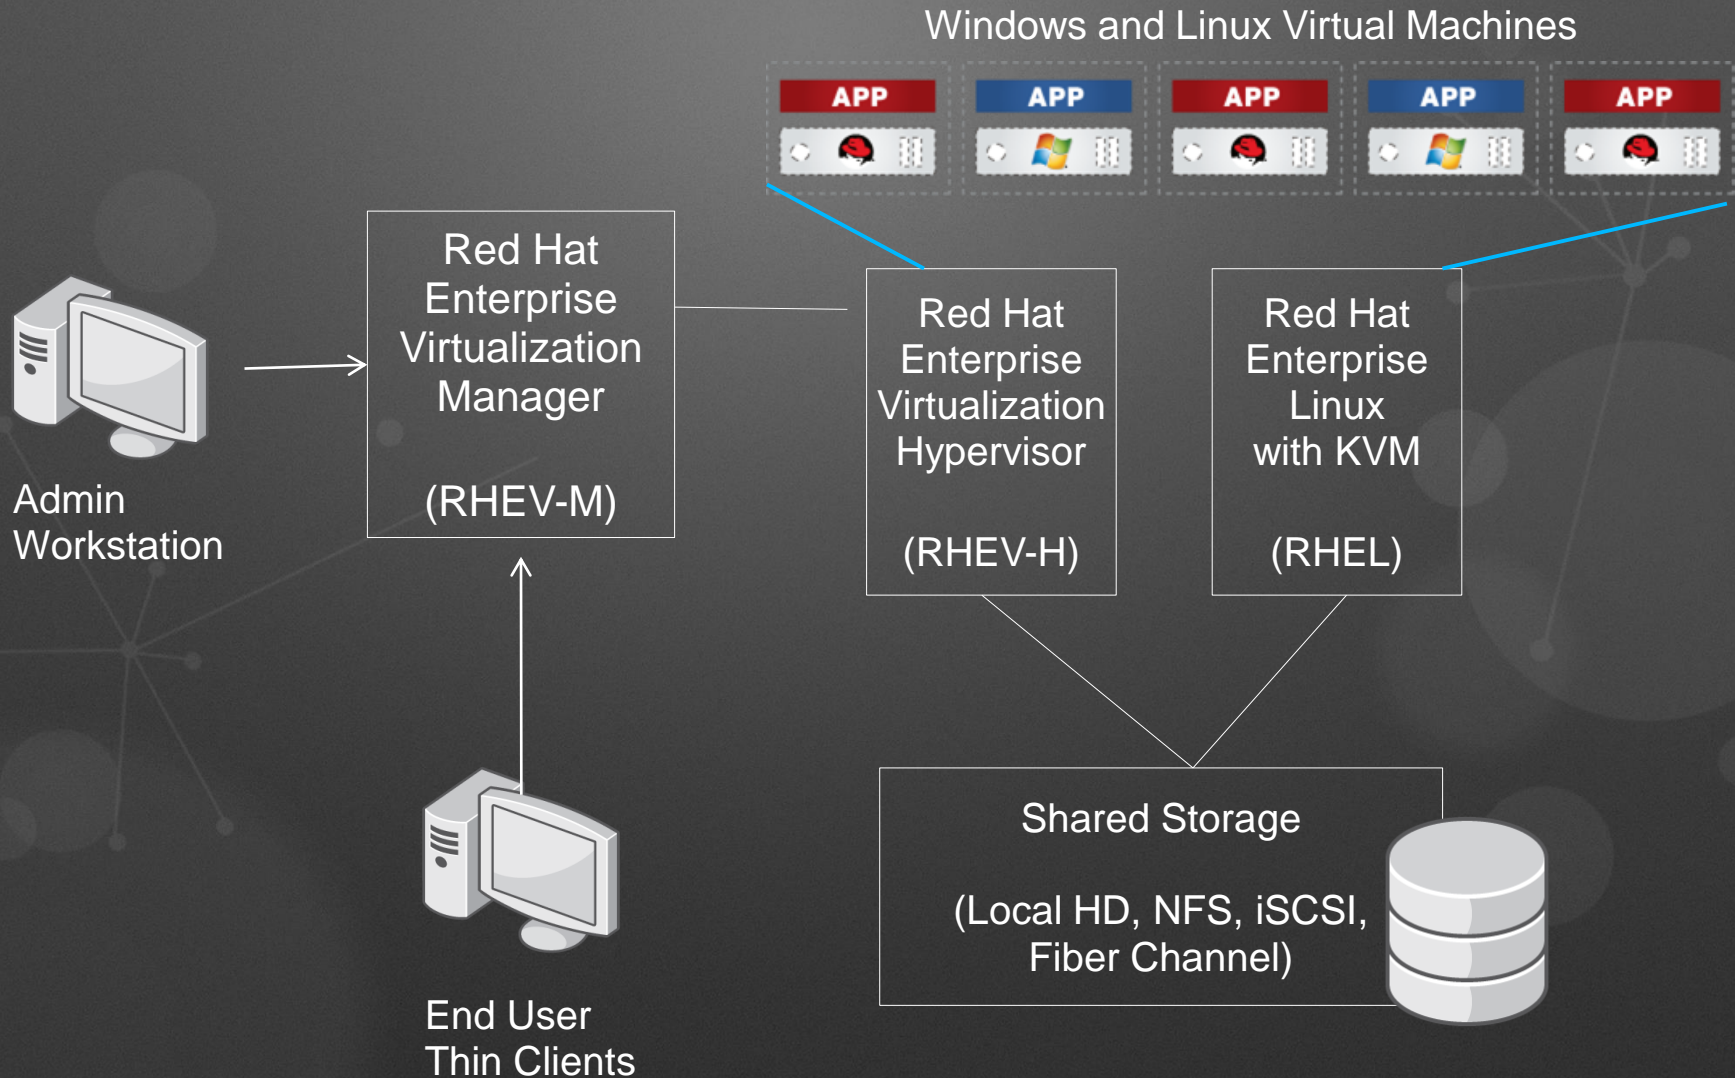 Windows and Linux Virtual Machines
APP APP APP APP APP
Red Hat
Enterprise
Virtualization
Manager
(RHEV-M)
Red Hat
Enterprise
Virtualization
Hypervisor
(RHEV-H)
Red Hat
Enterprise
Linux
with KVM
(RHEL)
Admin
Workstation
Shared Storage
(Local HD, NFS, iSCSI,
Fiber Channel)
End User
Thin Clients